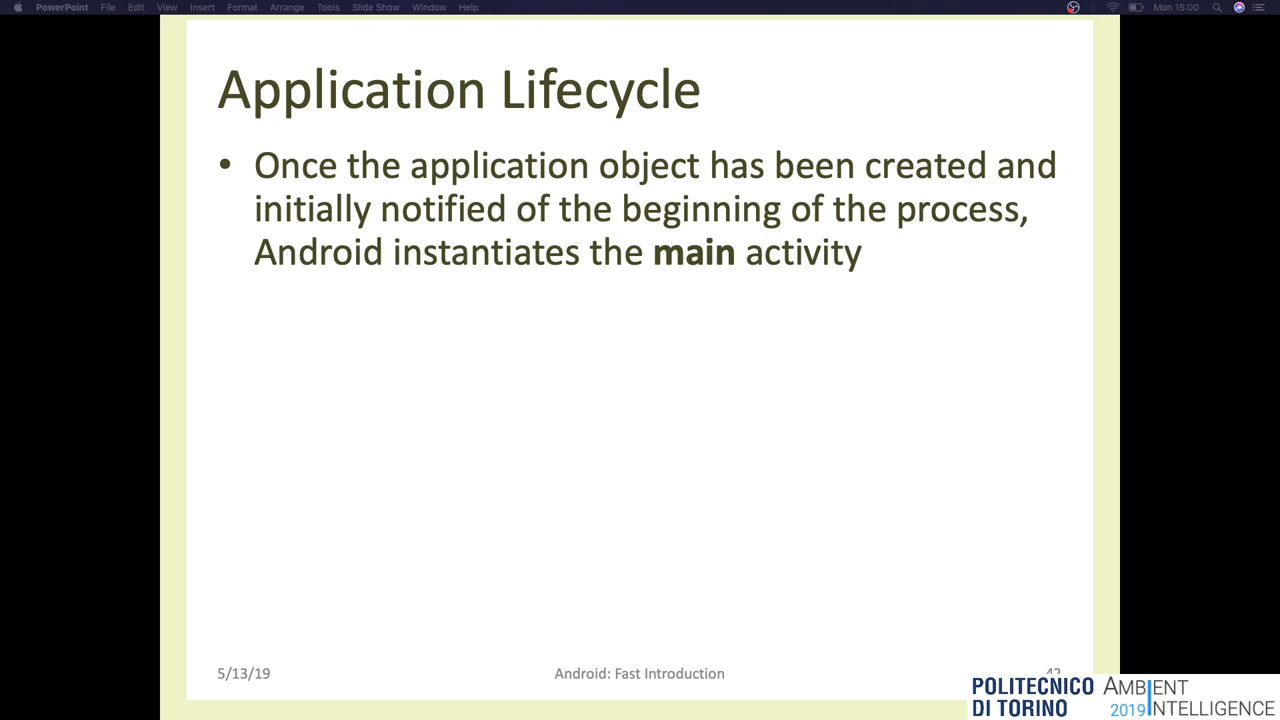 PowerPoint File Edit View Insert Format Arrange Tools Slide Show Window Help Mon 15:00
Application Lifecycle
• Once the application object has been created and
initially notified of the beginning of the process,
Android instantiates the main activity
5/13/19 Android: Fast Introduction 42
POLITECNICO
DI TORINO
AMBIENT
2019 INTELLIGENCE